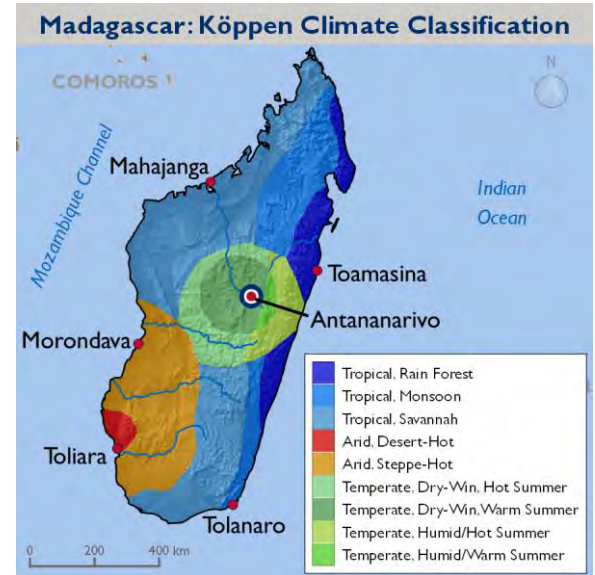 Madagascar: Köppen Climate Classification
COMOROS
N
Mozambique Channel
Mahajanga
Indian
Ocean
Toamasina
Antananarivo
Morondava
Toliara
Tolanaro
Tropical, Rain Forest
Tropical, Monsoon
Tropical, Savannah
Arid, Desert-Hot
Arid, Steppe-Hot
Temperate, Dry-Win, Hot Summer
Temperate, Dry-Win, Warm Summer
Temperate, Humid/Hot Summer
Temperate, Humid/Warm Summer
0 200 400 km